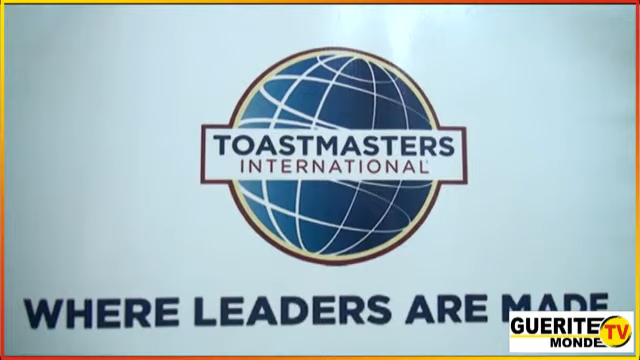 TOASTMASTERS
INTERNATIONAL
WHERE LEADERS ARE MADE
GUERITE TV
MONDE